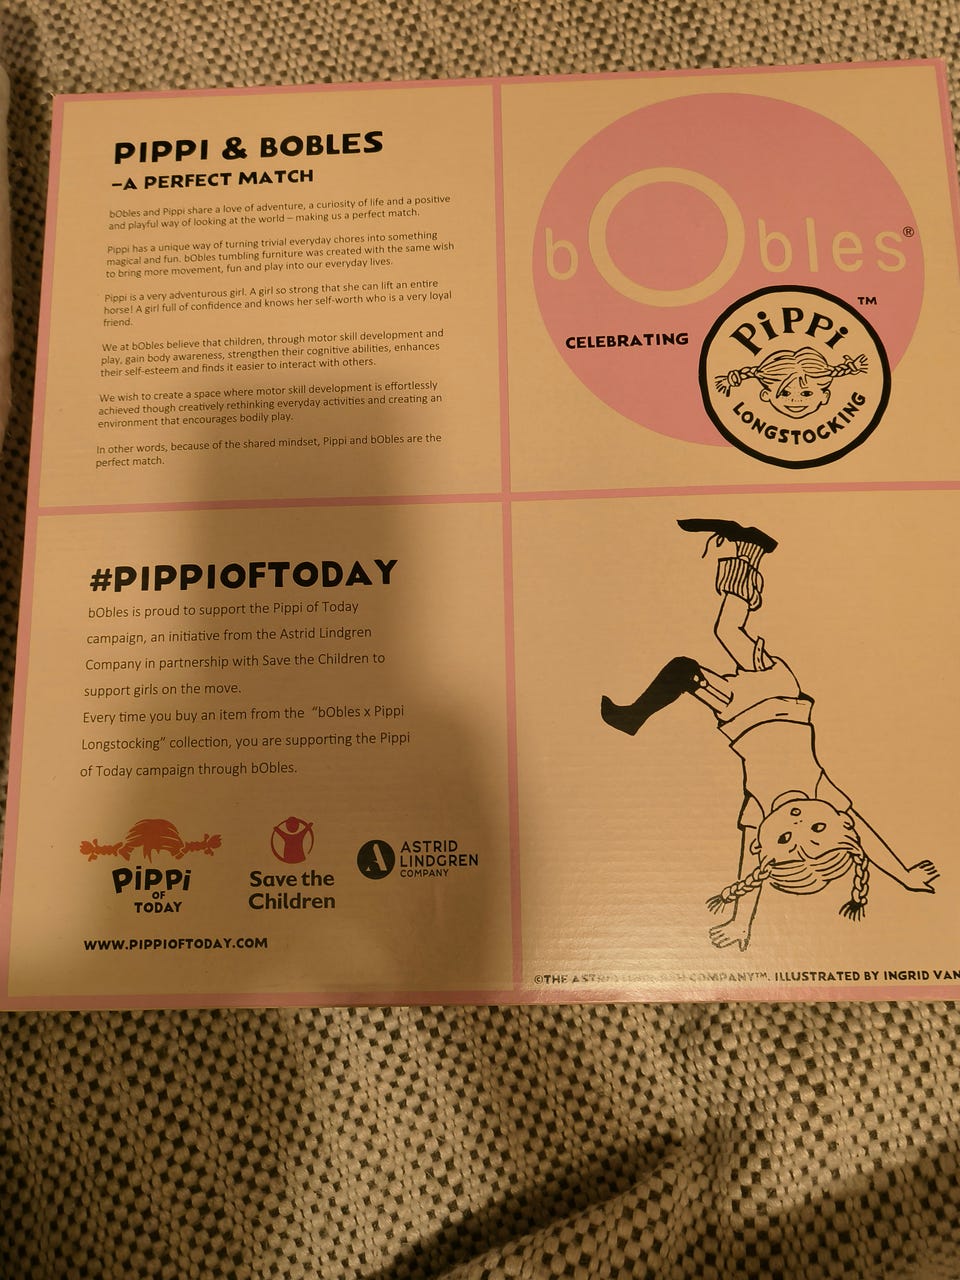 PIPPI & BOBLES
–A PERFECT MATCH
bObles and Pippi share a love of adventure, a curiosity of life and a positive
and playful way of looking at the world – making us a perfect match.
Pippi has a unique way of turning trivial everyday chores into something
magical and fun. bObles tumbling furniture was created with the same wish
to bring more movement, fun and play into our everyday lives.
Pippi is a very adventurous girl. A girl so strong that she can lift an entire
horse! A girl full of confidence and knows her self-worth who is a very loyal
friend.
We at bObles believe that children, through motor skill development and
play, gain body awareness, strengthen their cognitive abilities, enhances
their self-esteem and finds it easier to interact with others.
We wish to create a space where motor skill development is effortlessly
achieved though creatively rethinking everyday activities and creating an
environment that encourages bodily play.
In other words, because of the shared mindset, Pippi and bObles are the
perfect match.
bObles®
CELEBRATING
PiPPi™
LONGSTOCKING
#PIPPIOFTODAY
bObles is proud to support the Pippi of Today
campaign, an initiative from the Astrid Lindgren
Company in partnership with Save the Children to
support girls on the move.
Every time you buy an item from the "bObles x Pippi
Longstocking" collection, you are supporting the Pippi
of Today campaign through bObles.
PiPPi
OF
TODAY
Save the
Children
A
ASTRID
LINDGREN
COMPANY
WWW.PIPPIOFTODAY.COM
©THE ASTRID LINDGREN COMPANY™. ILLUSTRATED BY INGRID VAN